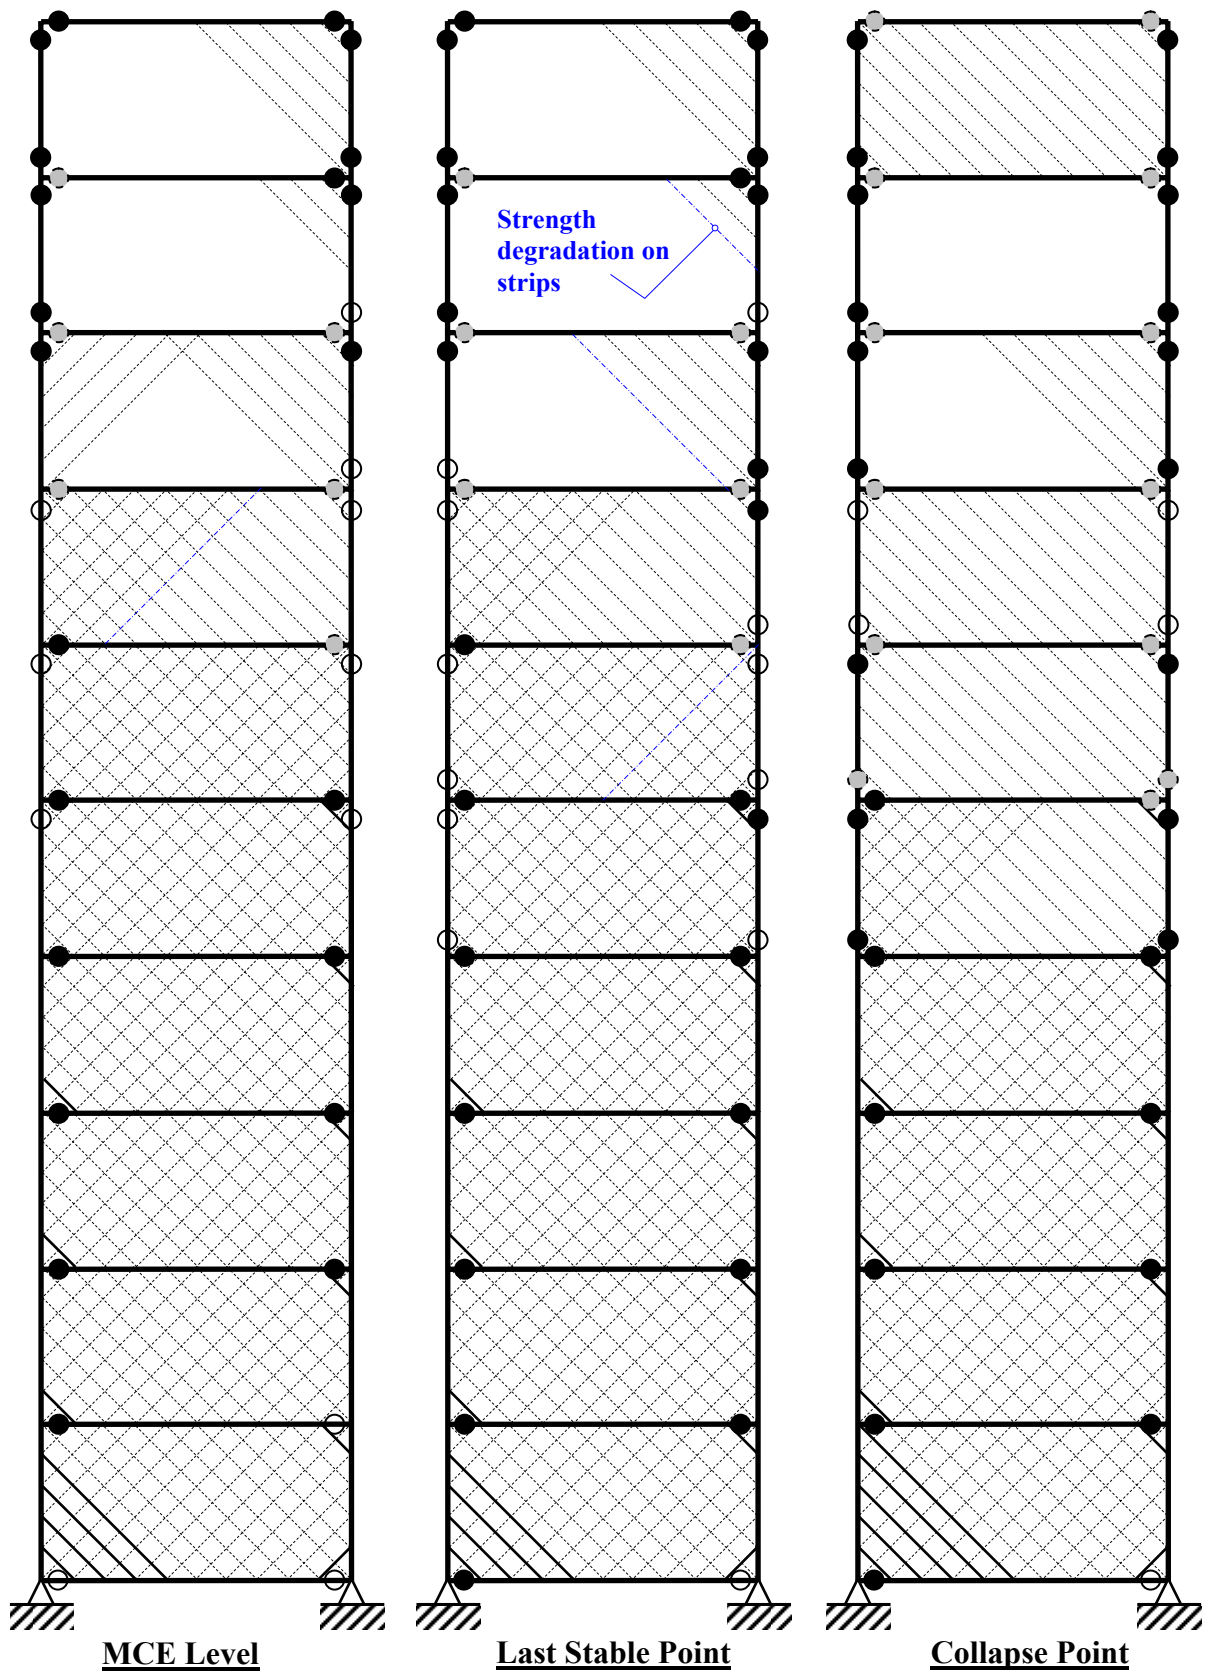 Strength
degradation on
strips
MCE Level
Last Stable Point
Collapse Point